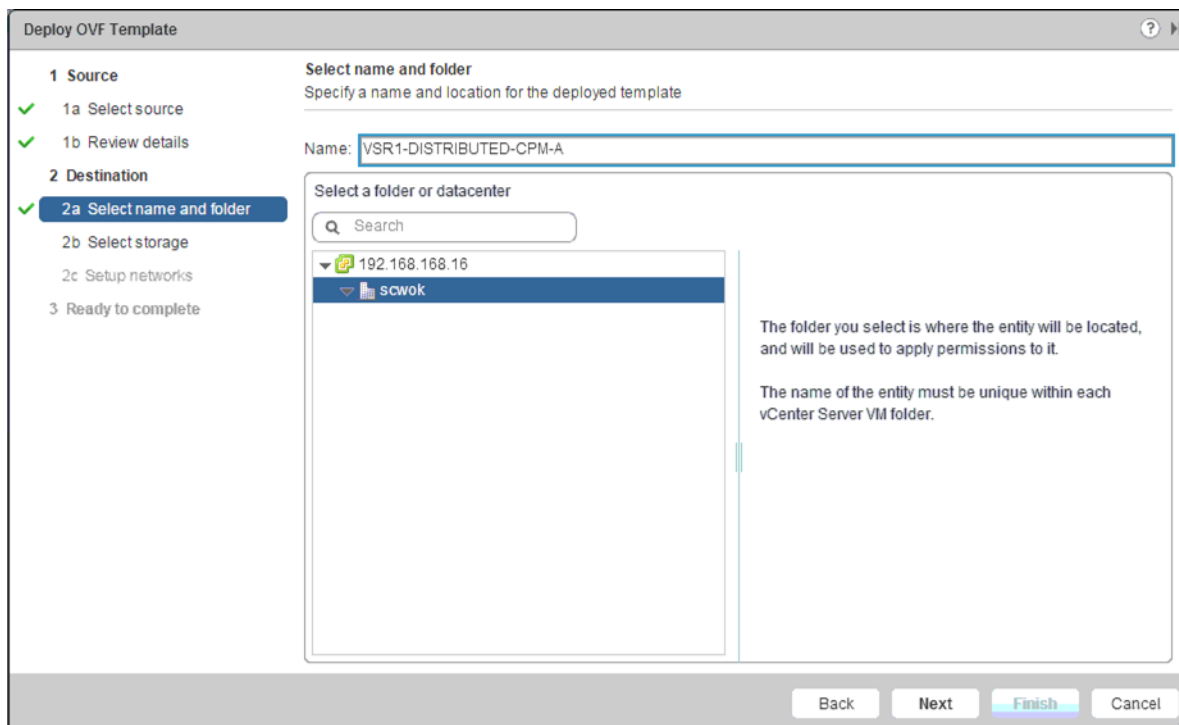 Deploy OVF Template
?
1 Source
1a Select source
1b Review details
2 Destination
2a Select name and folder
2b Select storage
2c Setup networks
3 Ready to complete
Select name and folder
Specify a name and location for the deployed template
Name: VSR1-DISTRIBUTED-CPM-A
Select a folder or datacenter
Search
192.168.168.16
scwok
The folder you select is where the entity will be located,
and will be used to apply permissions to it.
The name of the entity must be unique within each
vCenter Server VM folder.
Back Next Finish Cancel